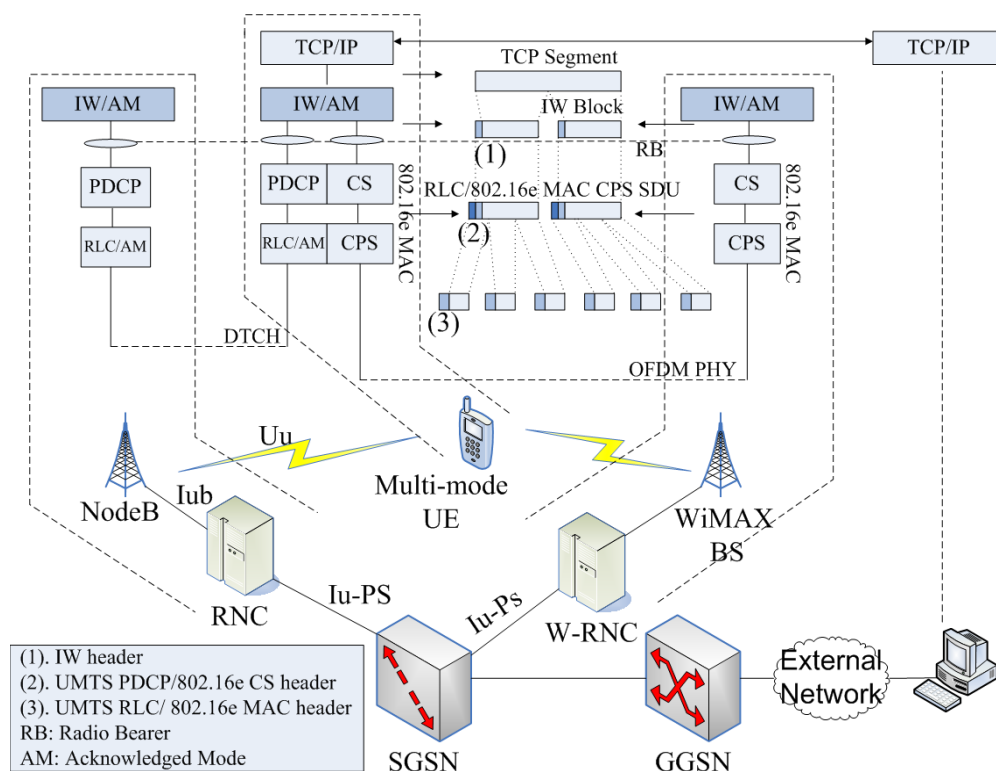 TCP/IP
TCP/IP
TCP Segment
IW/AM
IW/AM
IW Block
IW/AM
(1)
RB
PDCP
PDCP
CS
802.16e MAC
RLC/802.16e MAC CPS SDU
CS
802.16e MAC
RLC/AM
RLC/AM
CPS
(2)
CPS
(3)
DTCH
OFDM PHY
Uu
NodeB
Iub
Multi-mode
UE
WiMAX
BS
RNC
Iu-PS
Iu-Ps
W-RNC
External
Network
SGSN
GGSN
(1). IW header
(2). UMTS PDCP/802.16e CS header
(3). UMTS RLC/ 802.16e MAC header
RB: Radio Bearer
AM: Acknowledged Mode